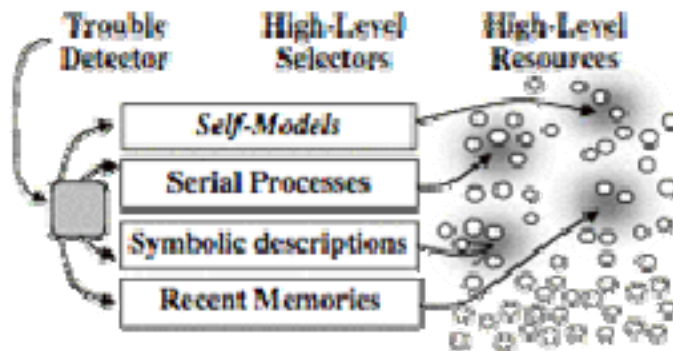 Trouble
Detector
High-Level
Selectors
High-Level
Resources
Self-Models
Serial Processes
Symbolic descriptions
Recent Memories